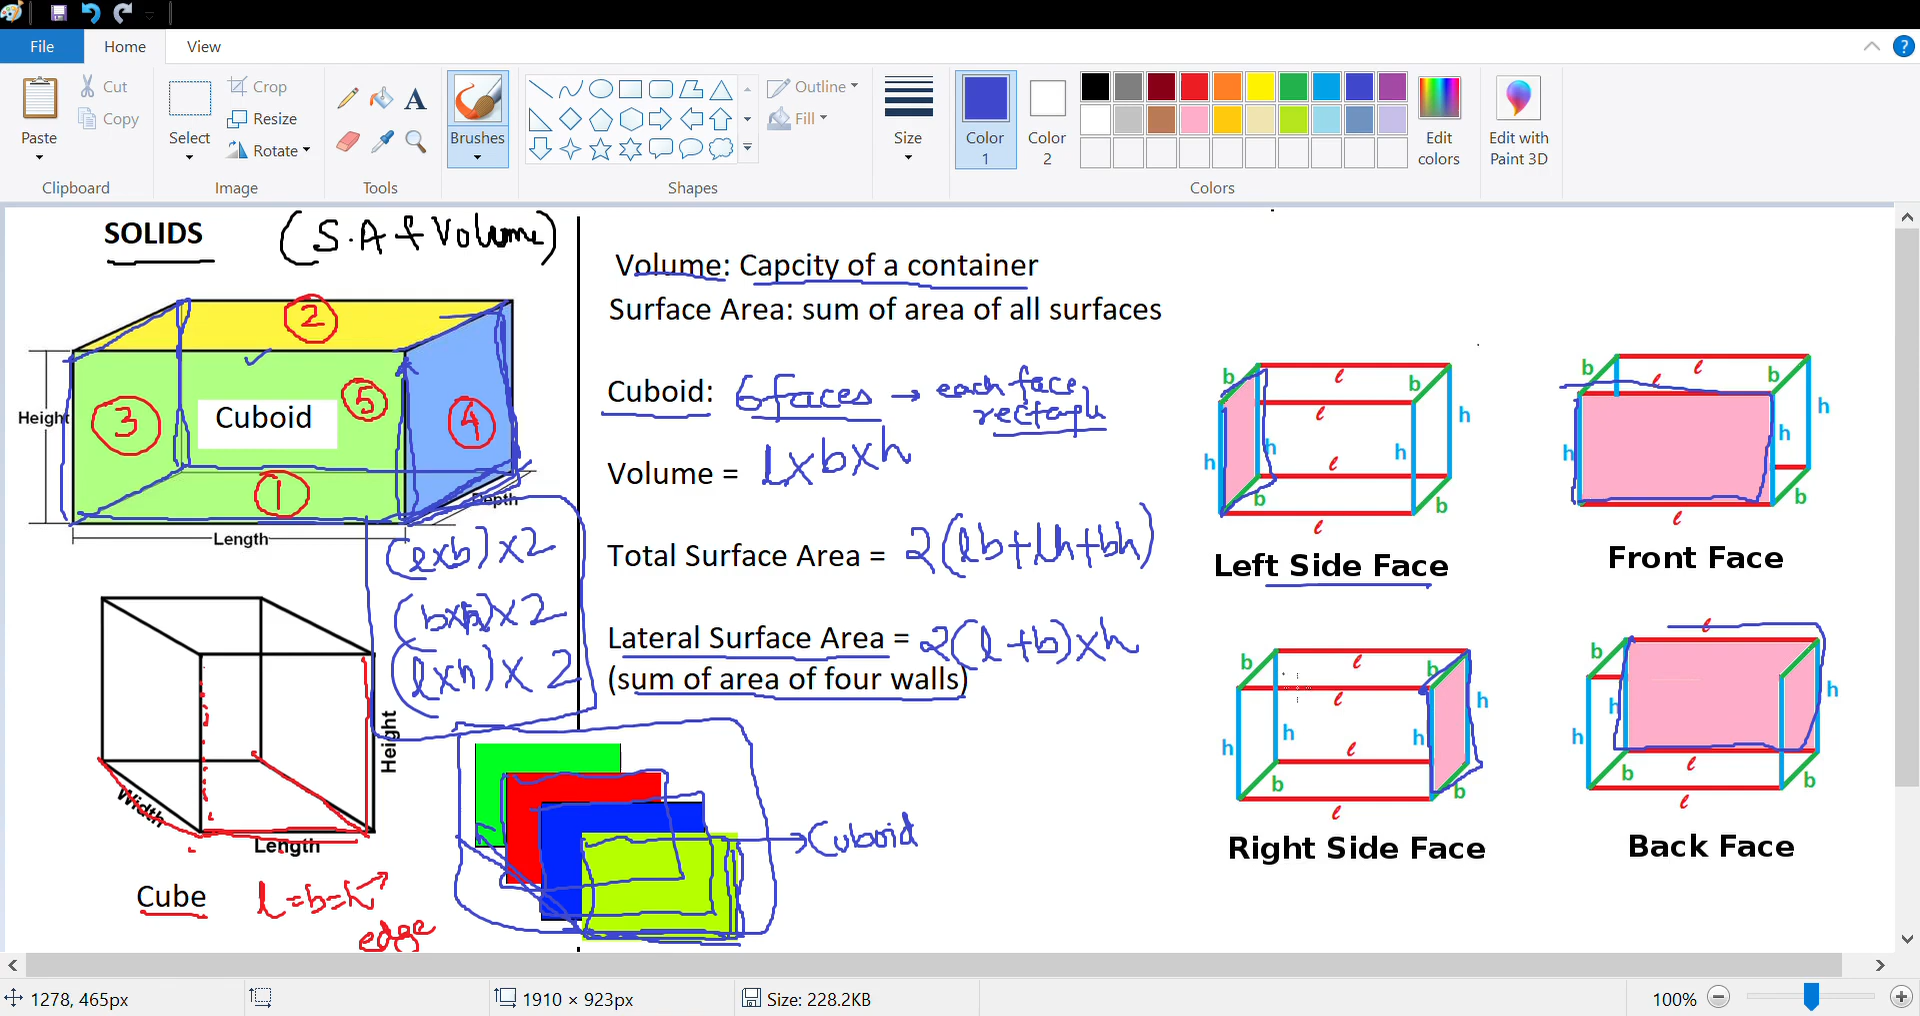 File
Home
View
Paste
Cut
Copy
Clipboard
Select
Crop
Resize
Rotate
Image
A
Tools
Brushes
Shapes
Outline
Fill
Size
Color 1
Color 2
Colors
Edit colors
Edit with Paint 3D
?
SOLIDS
(S.A + Volume)
2
3
Cuboid
5
4
1
Height
Length
Depth
(l×b)×2
(b×h)×2
(l×h)×2
Height
Width
Length
Cube
l=b=h
edge
Cuboid
Volume: Capcity of a container
Surface Area: sum of area of all surfaces
Cuboid: 6 faces → each face
Volume = l×b×h
Total Surface Area = 2(lb+lh+bh)
Lateral Surface Area = 2(l+b)×h
(sum of area of four walls)
b l b
l h
h h h
l
b b
l
Left Side Face
b l b
l h
h h
b
l
Front Face
b l b
l h
h h h
l
b b
l
Right Side Face
l
b b
h h h
l
b b
l
Back Face
1278, 465px
1910 × 923px
Size: 228.2KB
100%